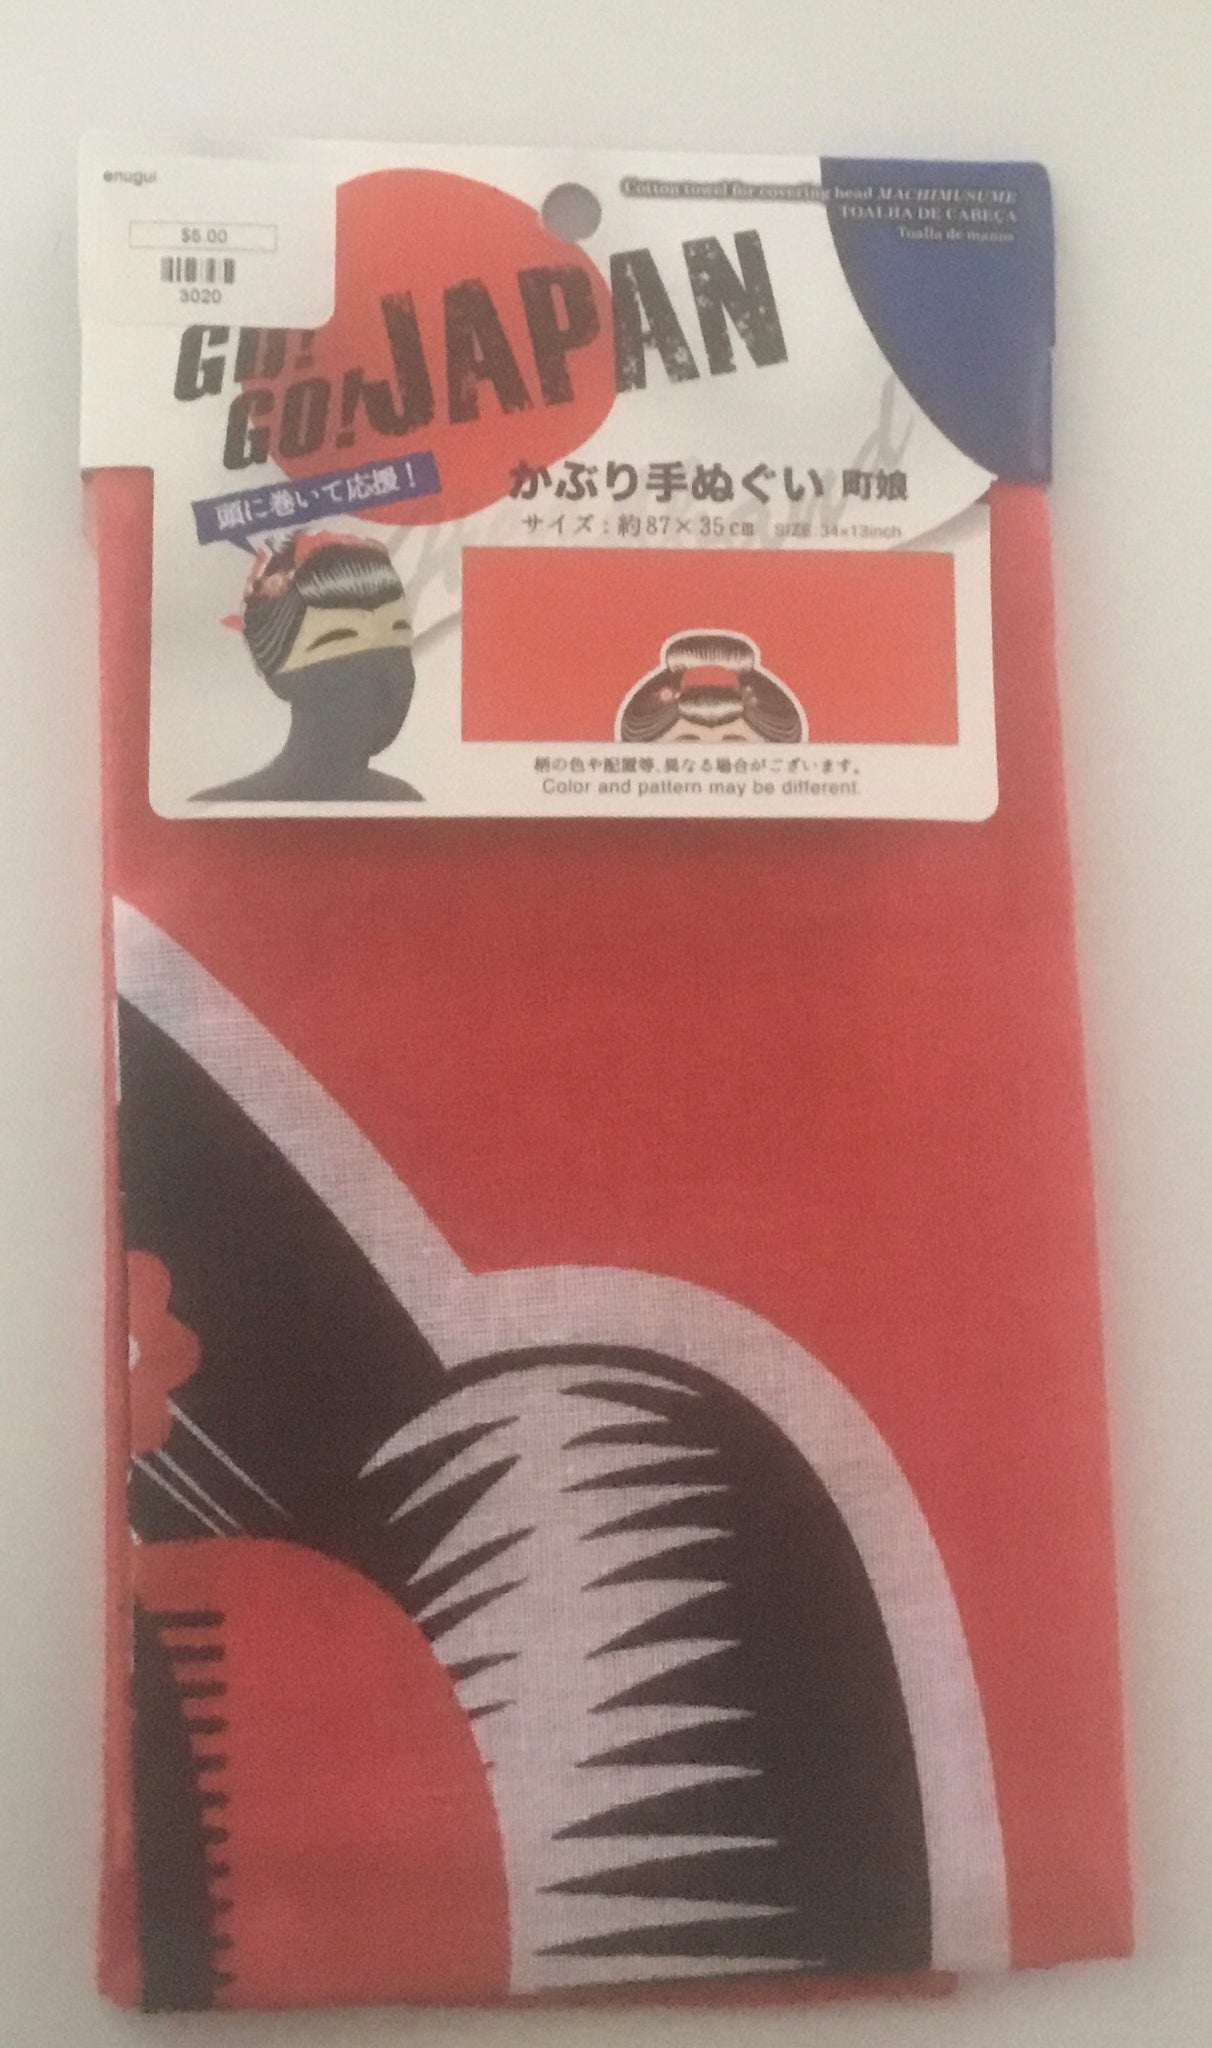 enugui
$5.00
3020
Cotton towel for covering head MACHIMUSUME
TOALHA DE CABEÇA
Toalla de manos
GO!
GO! JAPAN
頭に巻いて応援!
かぶり手ぬぐい 町娘
サイズ:約87×35cm SIZE 34x13inch
柄の色や配置等、異なる場合がございます。
Color and pattern may be different.